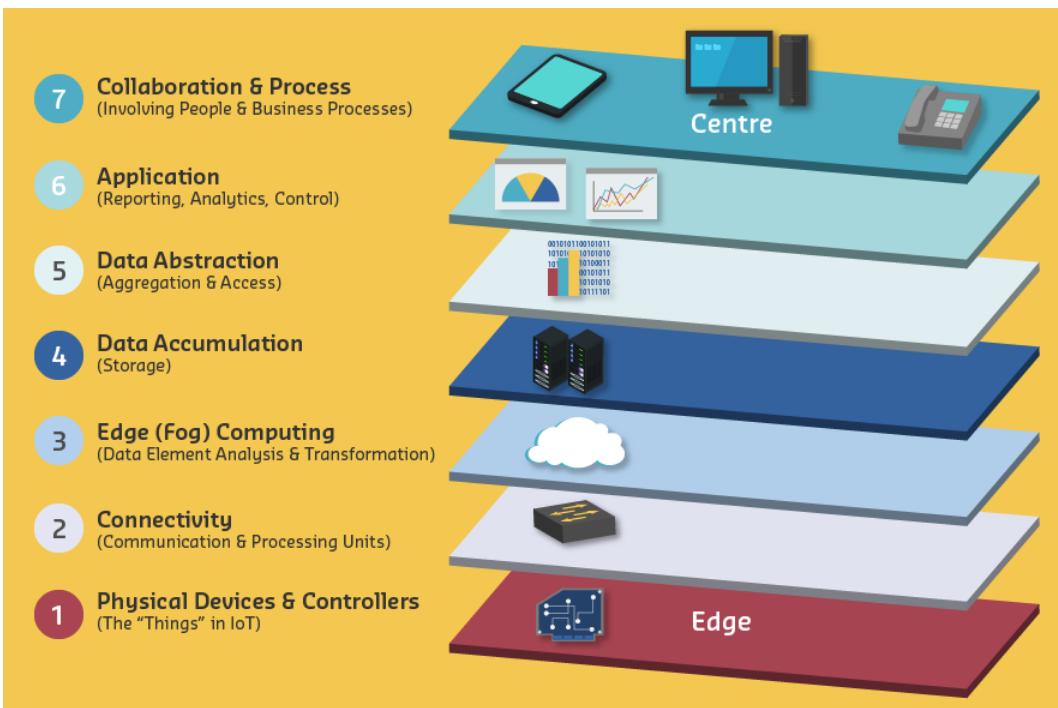 7
Collaboration & Process
(Involving People & Business Processes)
Centre
6
Application
(Reporting, Analytics, Control)
5
Data Abstraction
(Aggregation & Access)
4
Data Accumulation
(Storage)
3
Edge (Fog) Computing
(Data Element Analysis & Transformation)
2
Connectivity
(Communication & Processing Units)
1
Physical Devices & Controllers
(The “Things” in IoT)
Edge